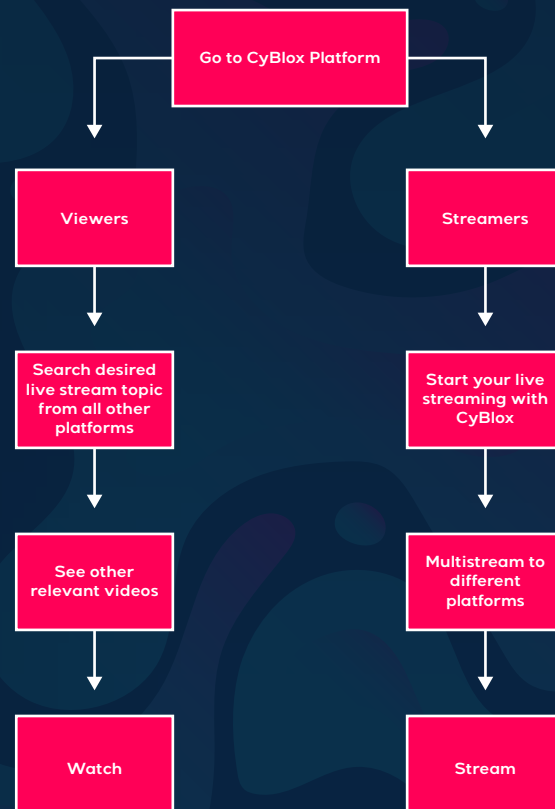 Go to CyBlox Platform
Viewers
Streamers
Search desired
live stream topic
from all other
platforms
Start your live
streaming with
CyBlox
See other
relevant videos
Multistream to
different
platforms
Watch
Stream